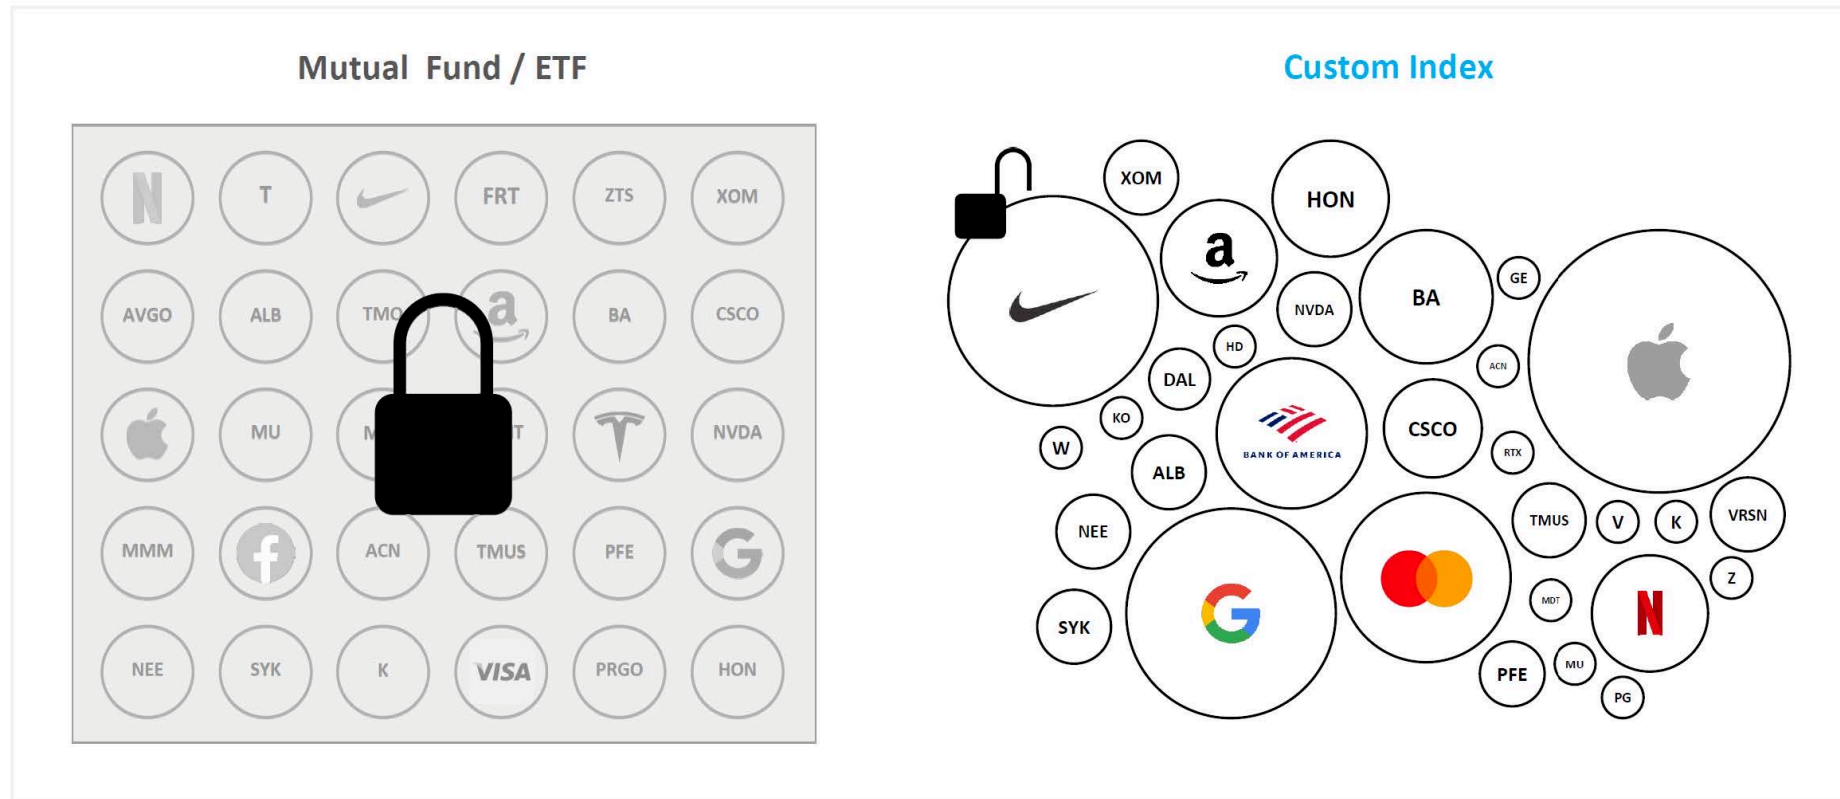 Mutual Fund / ETF
Custom Index
N T FRT ZTS XOM
AVGO ALB TMO a BA CSCO
MU NVDA
MMM f ACN TMUS PFE G
NEE SYK K VISA PRGO HON
XOM
HON
a
GE
BA
NVDA
HD
ACN
DAL
KO
BANK OF AMERICA
CSCO
W
RTX
ALB
TMUS
V
K
VRSN
NEE
Z
MDT
G
N
SYK
MU
PFE
PG